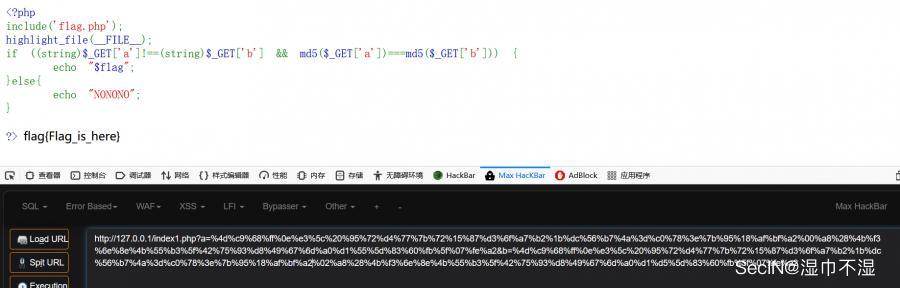 <?php
include('flag.php');
highlight_file(__FILE__);
if ((string)$_GET['a']!==(string)$_GET['b'] && md5($_GET['a'])===md5($_GET['b'])) {
echo "$flag";
}else{
echo "NONONO";
}
?> flag{Flag_is_here}
查看器 控制台 调试器 网络 样式编辑器 性能 内存 存储 无障碍环境 HackBar Max HacKBar AdBlock 应用程序
SQL Error Based WAF XSS LFI Bypasser Other + - Max HacKBar
Load URL
Split URL
Execution
http://127.0.0.1/index1.php?a=%4d%c9%68%ff%0e%e3%5c%20%95%72%d4%77%7b%72%15%87%d3%6f%a7%b2%1b%dc%56%b7%4a%3d%c0%78%3e%7b%95%18%af%bf%a2%00%a8%28%4b%f3
%6e%8e%4b%55%b3%5f%42%75%93%d8%49%67%6d%a0%d1%55%5d%83%60%fb%5f%07%fe%a2&b=%4d%c9%68%ff%0e%e3%5c%20%95%72%d4%77%7b%72%15%87%d3%6f%a7%b2%1b%d
c%56%b7%4a%3d%c0%78%3e%7b%95%18%af%bf%a2%02%a8%28%4b%f3%6e%8e%4b%55%b3%5f%42%75%93%d8%49%67%6d%a0%d1%d5%5d%83%60%fb%5f%07%fe%a2
SecIN@湿巾不湿